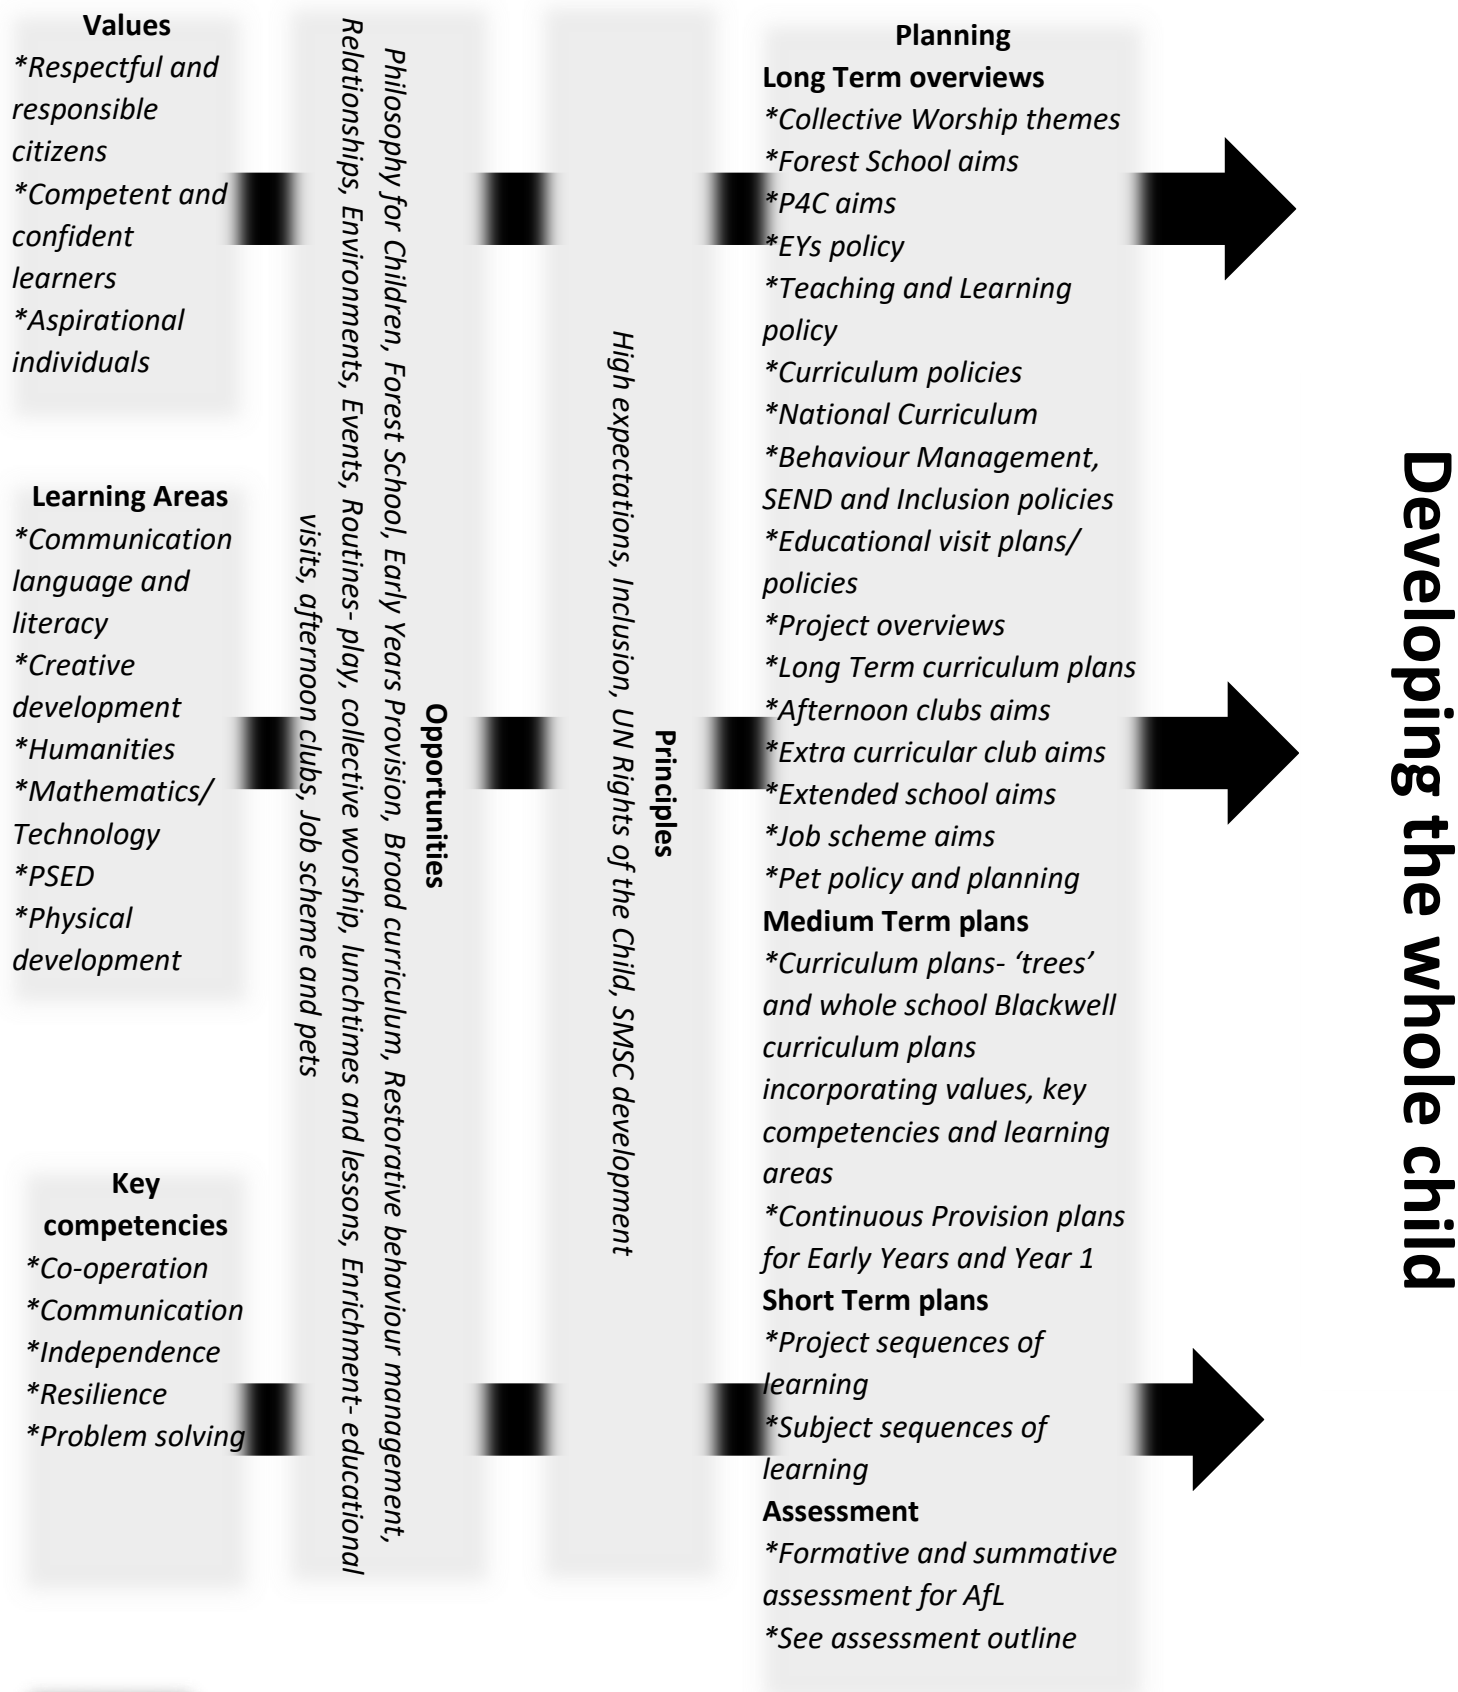 Values
*Respectful and
responsible
citizens
*Competent and
confident
learners
*Aspirational
individuals
Learning Areas
*Communication
language and
literacy
*Creative
development
*Humanities
*Mathematics/
Technology
*PSED
*Physical
development
Key
competencies
*Co-operation
*Communication
*Independence
*Resilience
*Problem solving
Opportunities
Philosophy for Children, Forest School, Early Years Provision, Broad curriculum, Restorative behaviour management,
Relationships, Environments, Events, Routines- play, collective worship, lunchtimes and lessons, Enrichment- educational
visits, afternoon clubs, Job scheme and pets
Principles
High expectations, Inclusion, UN Rights of the Child, SMSC development
Planning
Long Term overviews
*Collective Worship themes
*Forest School aims
*P4C aims
*EYs policy
*Teaching and Learning
policy
*Curriculum policies
*National Curriculum
*Behaviour Management,
SEND and Inclusion policies
*Educational visit plans/
policies
*Project overviews
*Long Term curriculum plans
*Afternoon clubs aims
*Extra curricular club aims
*Extended school aims
*Job scheme aims
*Pet policy and planning
Medium Term plans
*Curriculum plans- ‘trees’
and whole school Blackwell
curriculum plans
incorporating values, key
competencies and learning
areas
*Continuous Provision plans
for Early Years and Year 1
Short Term plans
*Project sequences of
learning
*Subject sequences of
learning
Assessment
*Formative and summative
assessment for AfL
*See assessment outline
Developing the whole child